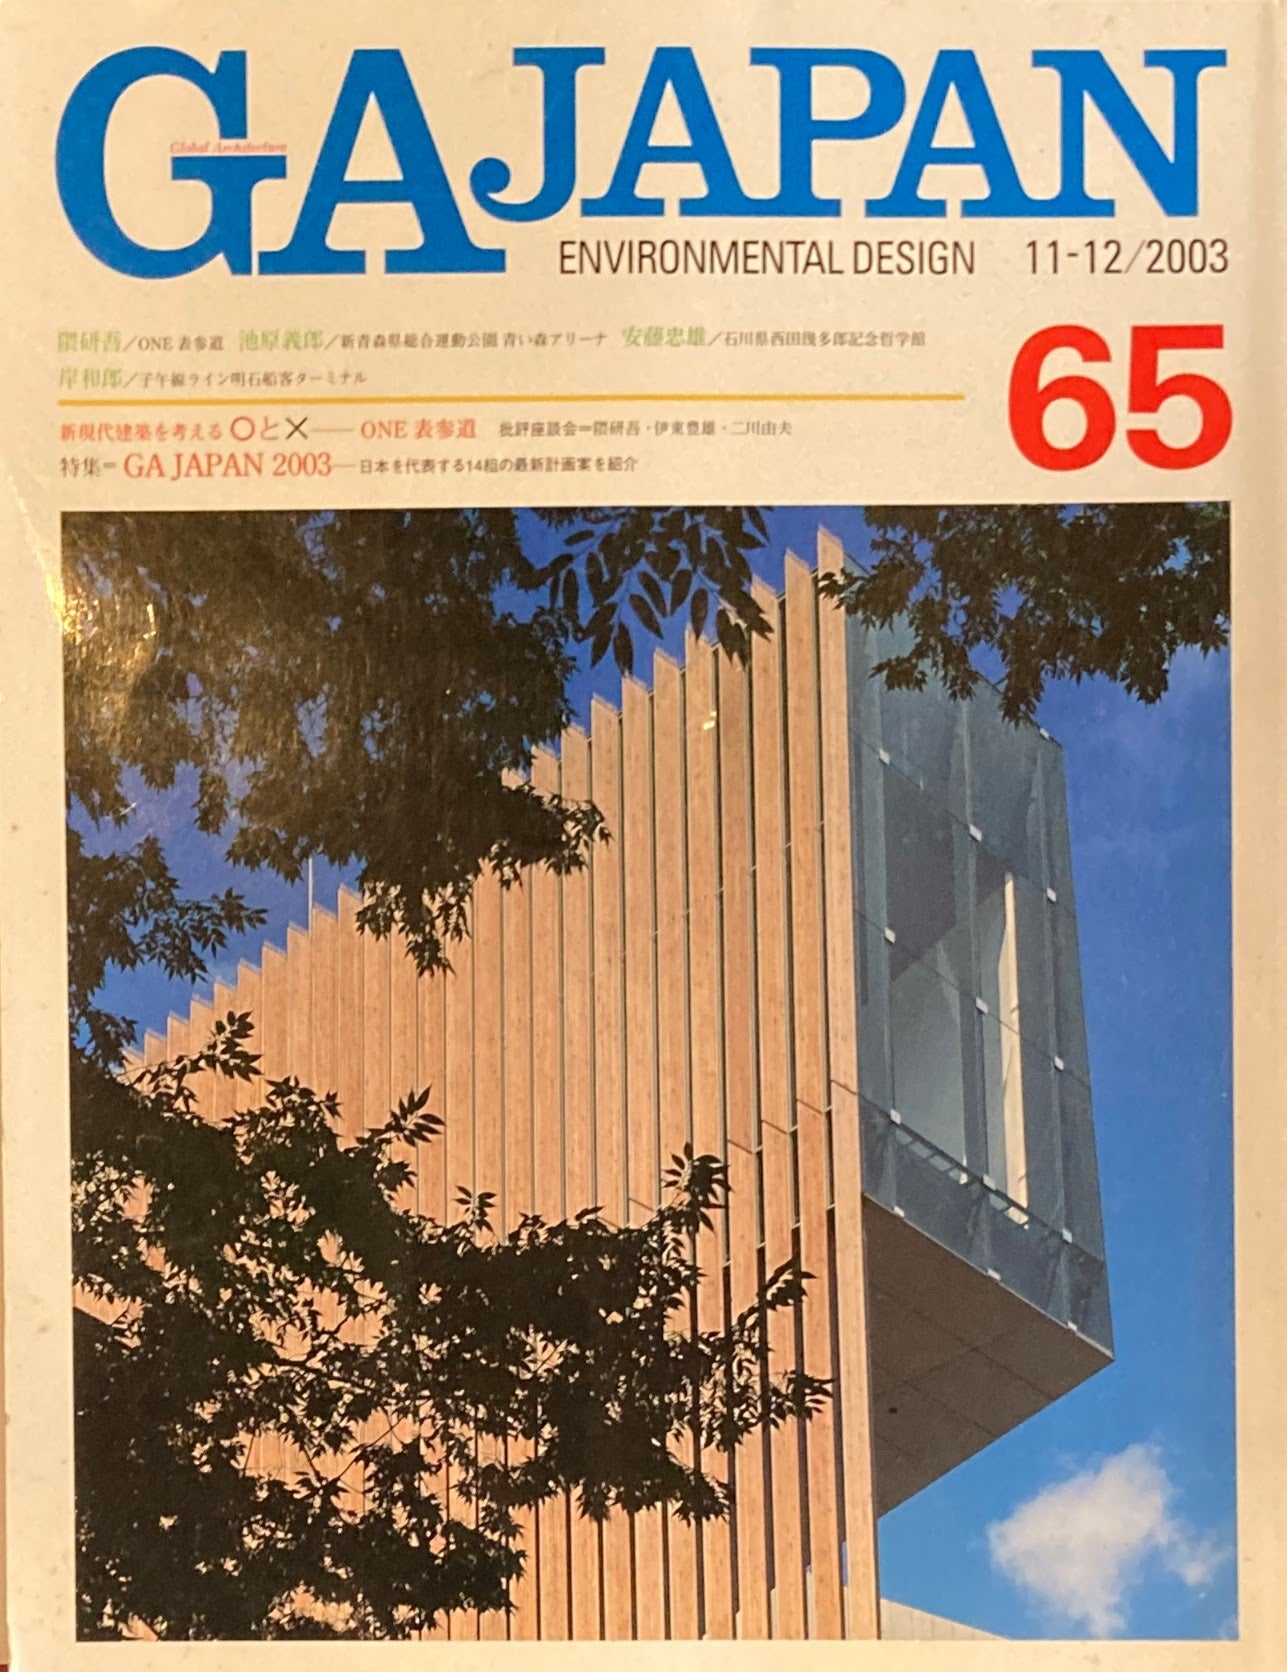 GA JAPAN
Global Architecture
ENVIRONMENTAL DESIGN 11-12/2003
65
隈研吾／ONE 表参道 池原義郎／新青森県総合運動公園 青い森アリーナ 安藤忠雄／石川県西田幾多郎記念哲学館
岸和郎／子午線ライン明石船客ターミナル
新現代建築を考える〇と×── ONE 表参道 批評座談会＝隈研吾・伊東豊雄・二川由夫
特集＝GA JAPAN 2003─日本を代表する14組の最新計画案を紹介